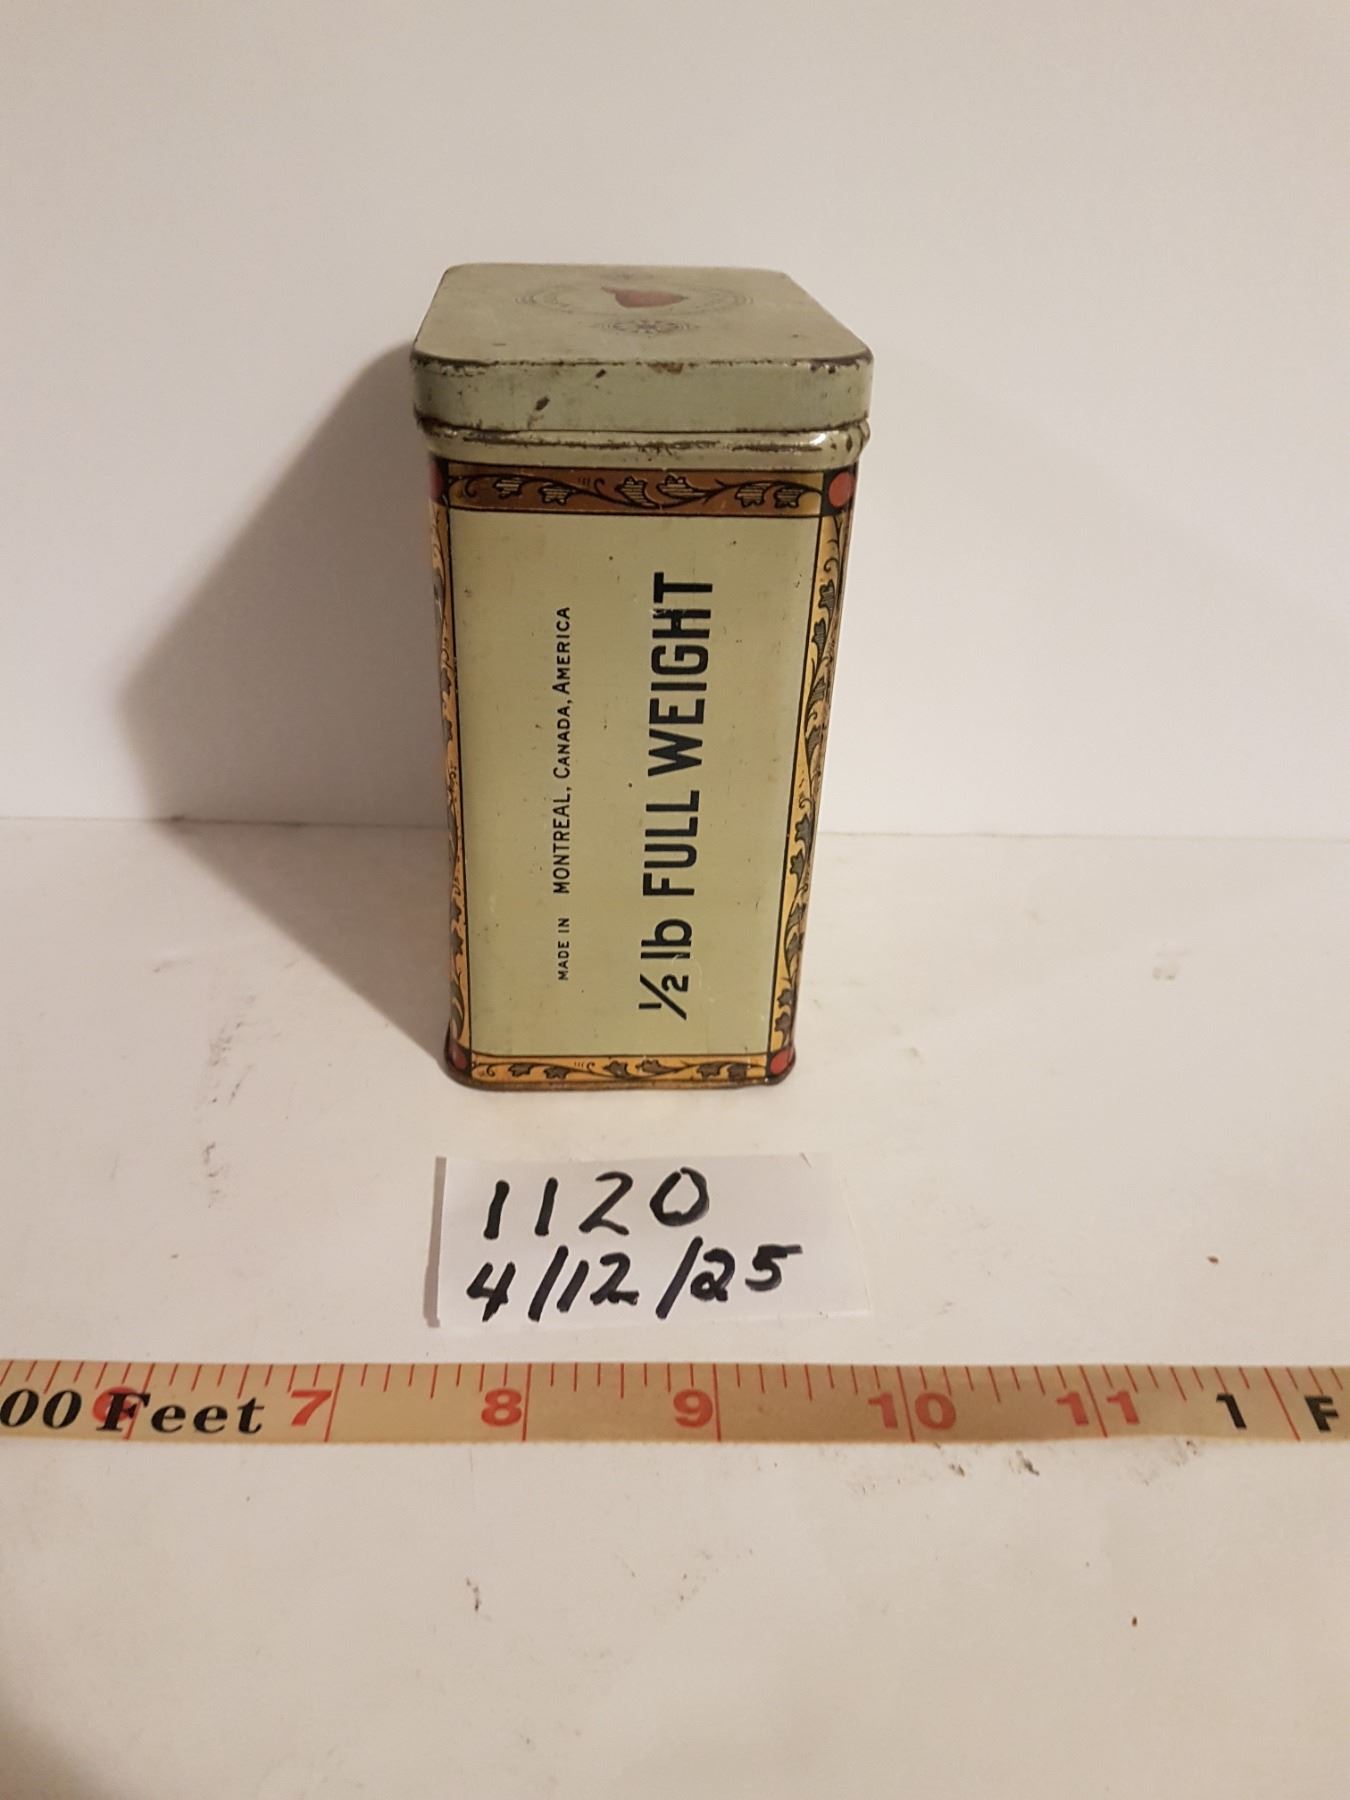 MADE IN MONTREAL, CANADA, AMERICA
1/2 lb FULL WEIGHT
1120
4/12/25
00 Feet 6 7 8 9 10 11 1 F